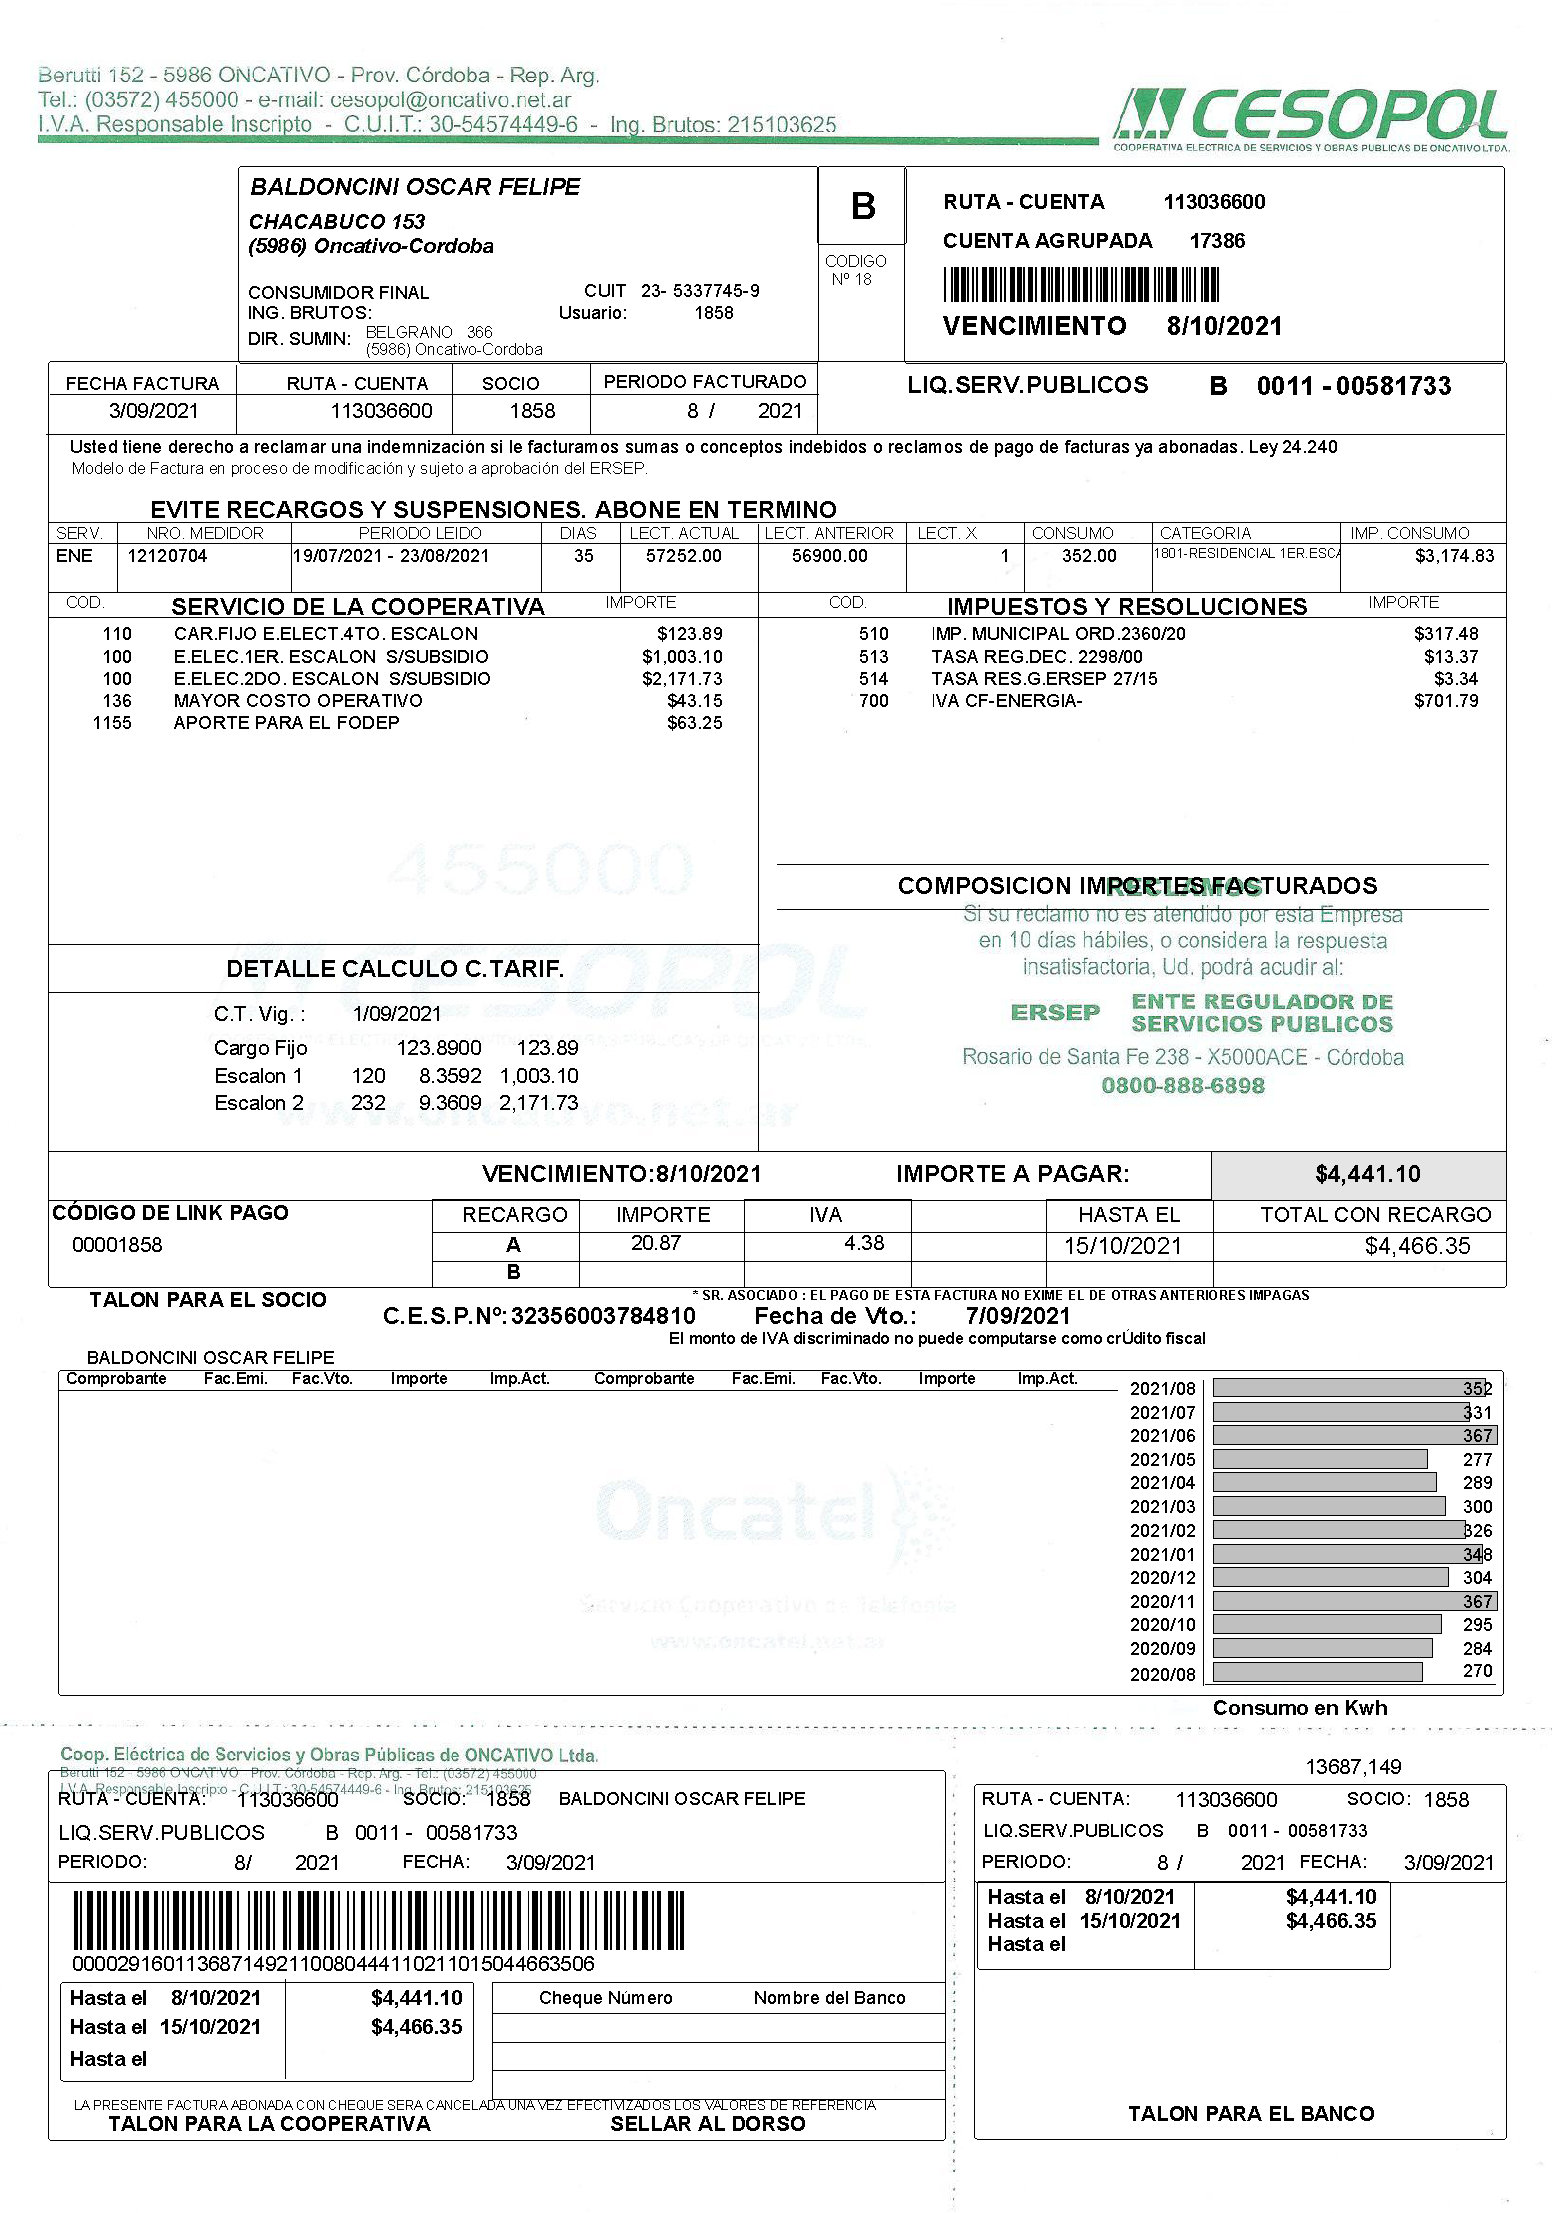 Berutti 152 - 5986 ONCATIVO - Prov. Córdoba - Rep. Arg.
Tel.: (03572) 455000 - e-mail: cesopol@oncativo.net.ar
I.V.A. Responsable Inscripto - C.U.I.T.: 30-54574449-6 - Ing. Brutos: 215103625
CESOPOL
COOPERATIVA ELECTRICA DE SERVICIOS Y OBRAS PUBLICAS DE ONCATIVO LTDA.
BALDONCINI OSCAR FELIPE
CHACABUCO 153
(5986) Oncativo-Cordoba
CONSUMIDOR FINAL CUIT 23- 5337745-9
ING. BRUTOS: Usuario: 1858
DIR. SUMIN: BELGRANO 366
(5986) Oncativo-Cordoba
B
CODIGO
Nº 18
RUTA - CUENTA 113036600
CUENTA AGRUPADA 17386
VENCIMIENTO 8/10/2021
FECHA FACTURA RUTA - CUENTA SOCIO PERIODO FACTURADO
3/09/2021 113036600 1858 8 / 2021
LIQ.SERV.PUBLICOS B 0011 - 00581733
Usted tiene derecho a reclamar una indemnización si le facturamos sumas o conceptos indebidos o reclamos de pago de facturas ya abonadas. Ley 24.240
Modelo de Factura en proceso de modificación y sujeto a aprobación del ERSEP.
EVITE RECARGOS Y SUSPENSIONES. ABONE EN TERMINO
SERV. NRO. MEDIDOR PERIODO LEIDO DIAS LECT. ACTUAL LECT. ANTERIOR LECT. X CONSUMO CATEGORIA IMP. CONSUMO
ENE 12120704 19/07/2021 - 23/08/2021 35 57252.00 56900.00 1 352.00 1801-RESIDENCIAL 1ER.ESCA $3,174.83
COD. SERVICIO DE LA COOPERATIVA IMPORTE
110 CAR.FIJO E.ELECT.4TO. ESCALON $123.89
100 E.ELEC.1ER. ESCALON S/SUBSIDIO $1,003.10
100 E.ELEC.2DO. ESCALON S/SUBSIDIO $2,171.73
136 MAYOR COSTO OPERATIVO $43.15
1155 APORTE PARA EL FODEP $63.25
COD. IMPUESTOS Y RESOLUCIONES IMPORTE
510 IMP. MUNICIPAL ORD.2360/20 $317.48
513 TASA REG.DEC. 2298/00 $13.37
514 TASA RES.G.ERSEP 27/15 $3.34
700 IVA CF-ENERGIA- $701.79
455000
CESOPOL
www.oncativo.net.ar
COMPOSICION IMPORTES FACTURADOS
RECLAMOS
Si su reclamo no es atendido por esta Empresa
en 10 días hábiles, o considera la respuesta
insatisfactoria, Ud. podrá acudir al:
ERSEP ENTE REGULADOR DE
SERVICIOS PUBLICOS
Rosario de Santa Fe 238 - X5000ACE - Córdoba
0800-888-6898
DETALLE CALCULO C.TARIF.
C.T. Vig. : 1/09/2021
Cargo Fijo 123.8900 123.89
Escalon 1 120 8.3592 1,003.10
Escalon 2 232 9.3609 2,171.73
VENCIMIENTO:8/10/2021 IMPORTE A PAGAR: $4,441.10
CÓDIGO DE LINK PAGO
00001858
RECARGO IMPORTE IVA HASTA EL TOTAL CON RECARGO
A 20.87 4.38 15/10/2021 $4,466.35
B
TALON PARA EL SOCIO
* SR. ASOCIADO : EL PAGO DE ESTA FACTURA NO EXIME EL DE OTRAS ANTERIORES IMPAGAS
C.E.S.P.Nº: 32356003784810 Fecha de Vto.: 7/09/2021
El monto de IVA discriminado no puede computarse como crÚdito fiscal
BALDONCINI OSCAR FELIPE
Comprobante Fac.Emi. Fac.Vto. Importe Imp.Act. Comprobante Fac.Emi. Fac.Vto. Importe Imp.Act.
2021/08 352
2021/07 331
2021/06 367
2021/05 277
2021/04 289
2021/03 300
2021/02 326
2021/01 348
2020/12 304
2020/11 367
2020/10 295
2020/09 284
2020/08 270
Consumo en Kwh
Oncatel
Servicio Cooperativo de Telefonía
www.oncatel.net.ar
Coop. Eléctrica de Servicios y Obras Públicas de ONCATIVO Ltda.
Berutti 152 - 5986 ONCATIVO - Prov. Córdoba - Rep. Arg. - Tel.: (03572) 455000
I.V.A. Responsable Inscripto - C.U.I.T.: 30-54574449-6 - Ing. Brutos: 215103625
RUTA - CUENTA: 113036600 SOCIO: 1858 BALDONCINI OSCAR FELIPE
LIQ.SERV.PUBLICOS B 0011 - 00581733
PERIODO: 8/ 2021 FECHA: 3/09/2021
00002916011368714921100804441102110150446635​06
Hasta el 8/10/2021 $4,441.10
Hasta el 15/10/2021 $4,466.35
Hasta el
Cheque Número Nombre del Banco
LA PRESENTE FACTURA ABONADA CON CHEQUE SERA CANCELADA UNA VEZ EFECTIVIZADOS LOS VALORES DE REFERENCIA
TALON PARA LA COOPERATIVA SELLAR AL DORSO
13687,149
RUTA - CUENTA: 113036600 SOCIO: 1858
LIQ.SERV.PUBLICOS B 0011 - 00581733
PERIODO: 8 / 2021 FECHA: 3/09/2021
Hasta el 8/10/2021 $4,441.10
Hasta el 15/10/2021 $4,466.35
Hasta el
TALON PARA EL BANCO